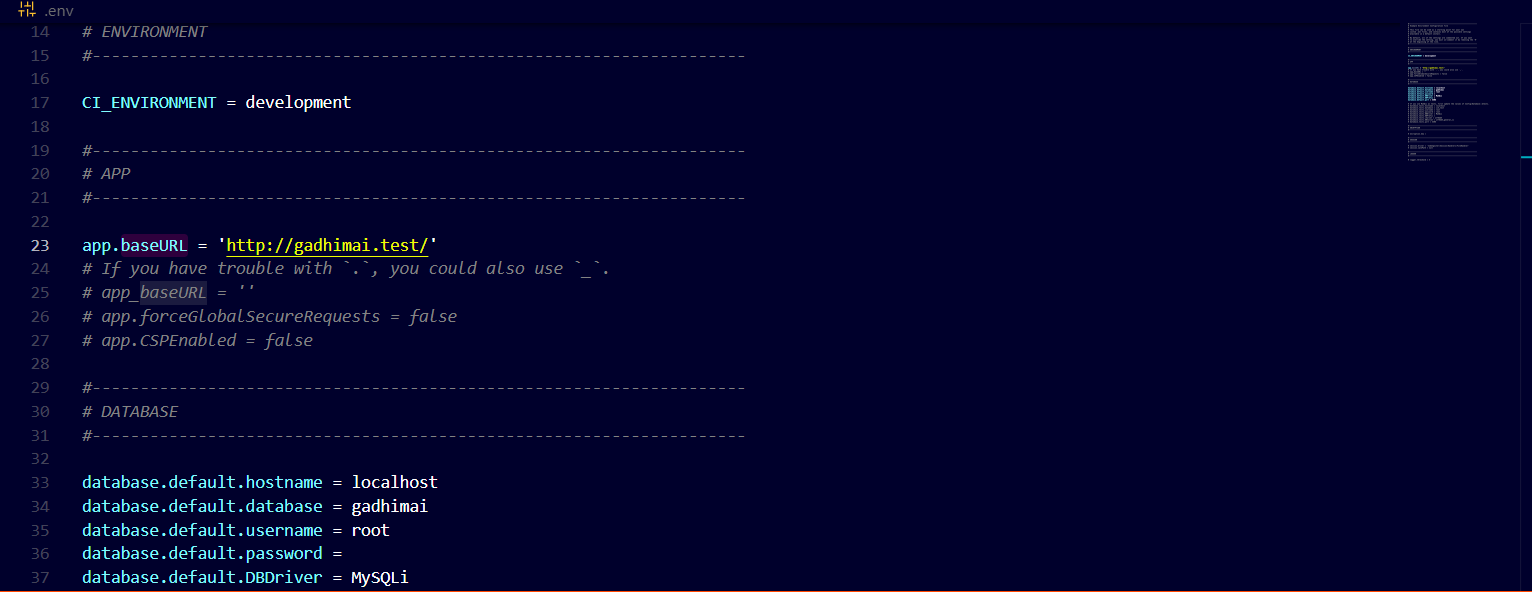 .env
14 # ENVIRONMENT
15 #--------------------------------------------------------------------
16
17 CI_ENVIRONMENT = development
18
19 #--------------------------------------------------------------------
20 # APP
21 #--------------------------------------------------------------------
22
23 app.baseURL = 'http://gadhimai.test/'
24 # If you have trouble with `.`, you could also use `_`.
25 # app_baseURL = ''
26 # app.forceGlobalSecureRequests = false
27 # app.CSPEnabled = false
28
29 #--------------------------------------------------------------------
30 # DATABASE
31 #--------------------------------------------------------------------
32
33 database.default.hostname = localhost
34 database.default.database = gadhimai
35 database.default.username = root
36 database.default.password =
37 database.default.DBDriver = MySQLi